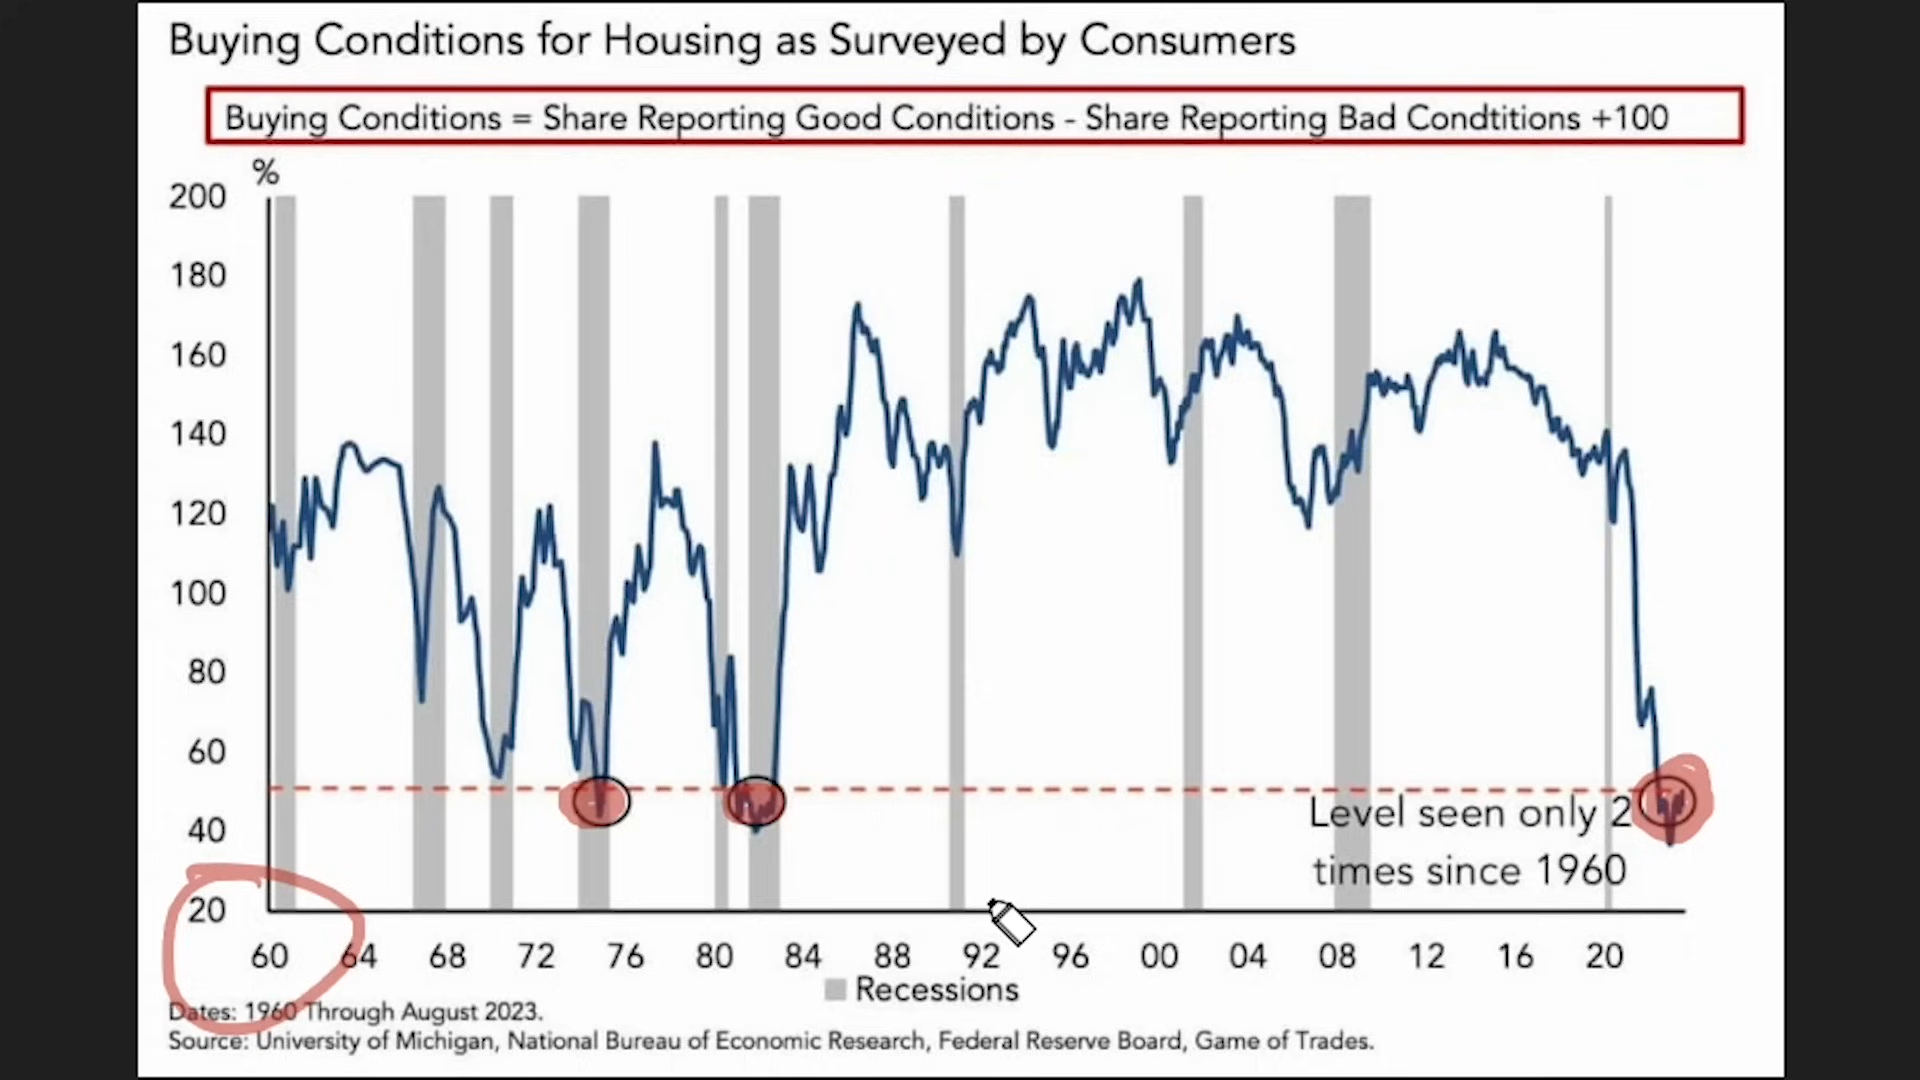 Buying Conditions for Housing as Surveyed by Consumers
Buying Conditions = Share Reporting Good Conditions - Share Reporting Bad Condtitions +100
%
200
180
160
140
120
100
80
60
40
20
Level seen only 2
times since 1960
60 64 68 72 76 80 84 88 92 96 00 04 08 12 16 20
Recessions
Dates: 1960 Through August 2023.
Source: University of Michigan, National Bureau of Economic Research, Federal Reserve Board, Game of Trades.